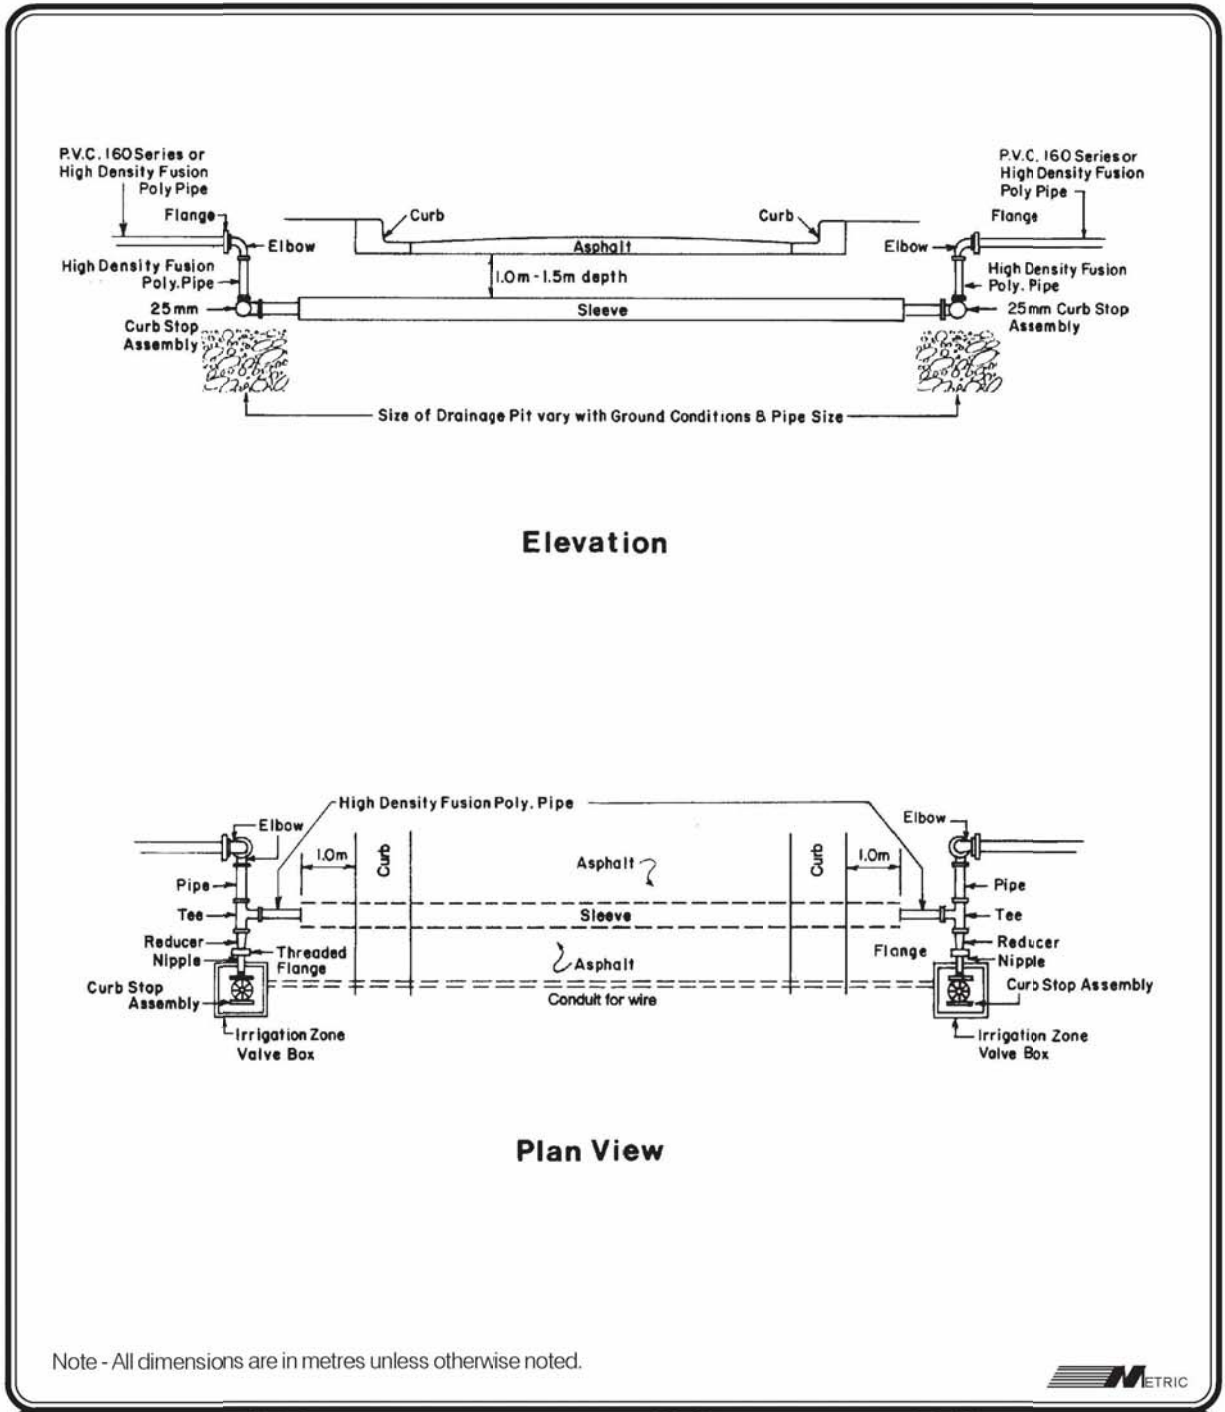 P.V.C. 160 Series or
High Density Fusion
Poly Pipe
Flange
Elbow
High Density Fusion
Poly.Pipe
25mm
Curb Stop
Assembly
Curb
Curb
Asphalt
1.0m - 1.5m depth
Sleeve
P.V.C. 160 Series or
High Density Fusion
Poly Pipe
Flange
Elbow
High Density Fusion
Poly. Pipe
25mm Curb Stop
Assembly
Size of Drainage Pit vary with Ground Conditions & Pipe Size
Elevation
High Density Fusion Poly. Pipe
Elbow
Elbow
1.0m
Curb
Asphalt
Curb
1.0m
Pipe
Pipe
Tee
Sleeve
Tee
Reducer
Threaded
Flange
Asphalt
Flange
Reducer
Nipple
Nipple
Curb Stop
Assembly
Conduit for wire
Curb Stop Assembly
Irrigation Zone
Valve Box
Irrigation Zone
Valve Box
Plan View
Note - All dimensions are in metres unless otherwise noted.
METRIC